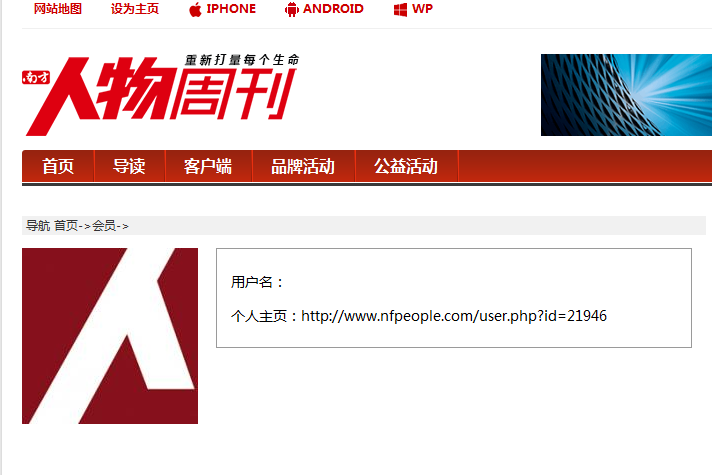 网站地图 设为主页 IPHONE ANDROID WP
重新打量每个生命
南方人物周刊
首页 导读 客户端 品牌活动 公益活动
导航 首页->会员->
用户名：
个人主页：http://www.nfpeople.com/user.php?id=21946